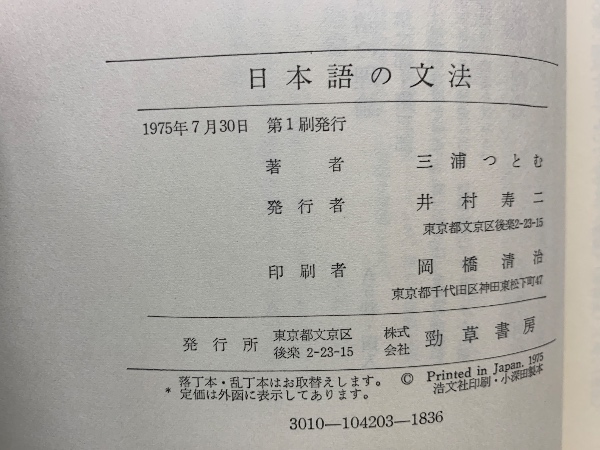 日本語の文法
1975年7月30日 第1刷発行
著者 三浦つとむ
発行者 井村寿二
東京都文京区後楽2-23-15
印刷者 岡橋清治
東京都千代田区神田東松下町47
発行所 東京都文京区後楽 2-23-15 株式会社 勁草書房
落丁本・乱丁本はお取替えします。
* 定価は外函に表示してあります。
© Printed in Japan. 1975
浩文社印刷・小深田製本
3010—104203—1836